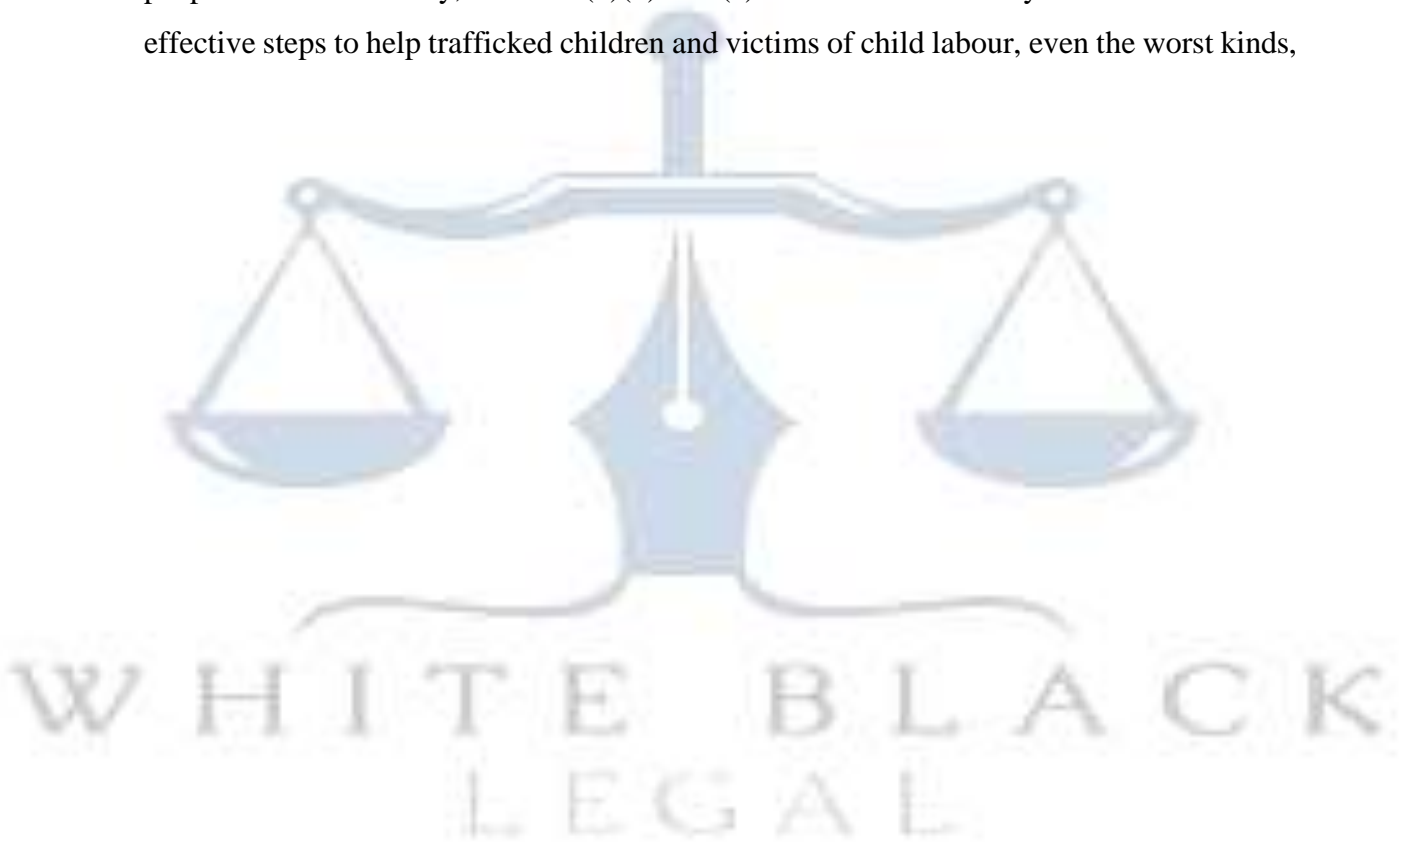 effective steps to help trafficked children and victims of child labour, even the worst kinds,
WHITE BLACK
LEGAL